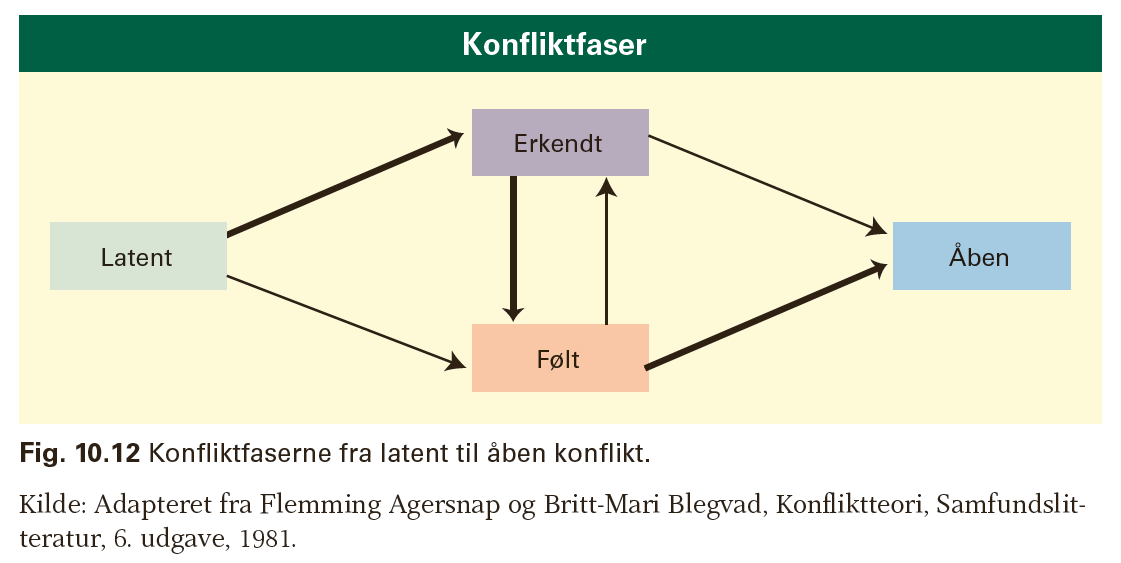 Konfliktfaser
Erkendt
Latent
Åben
Følt
Fig. 10.12 Konfliktfaserne fra latent til åben konflikt.
Kilde: Adapteret fra Flemming Agersnap og Britt-Mari Blegvad, Konfliktteori, Samfundslit-
teratur, 6. udgave, 1981.